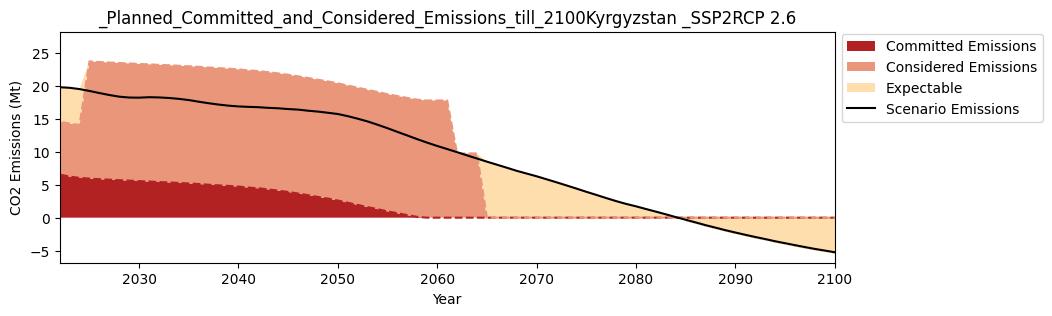 _Planned_Committed_and_Considered_Emissions_till_2100Kyrgyzstan _SSP2RCP 2.6
Committed Emissions
Considered Emissions
Expectable
Scenario Emissions
CO2 Emissions (Mt)
25
20
15
10
5
0
−5
2030 2040 2050 2060 2070 2080 2090 2100
Year